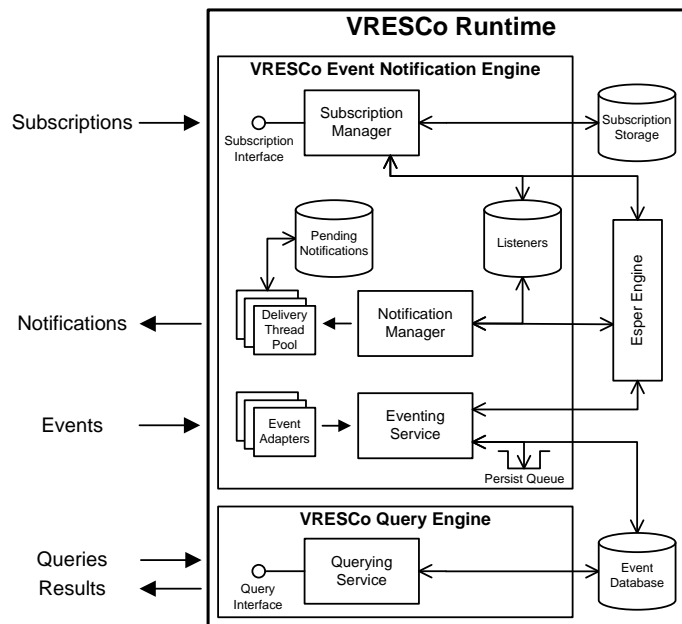 VRESCo Runtime
VRESCo Event Notification Engine
Subscriptions
Subscription
Interface
Subscription
Manager
Subscription
Storage
Pending
Notifications
Listeners
Esper Engine
Notifications
Delivery
Thread
Pool
Notification
Manager
Events
Event
Adapters
Eventing
Service
Persist Queue
VRESCo Query Engine
Queries
Results
Query
Interface
Querying
Service
Event
Database